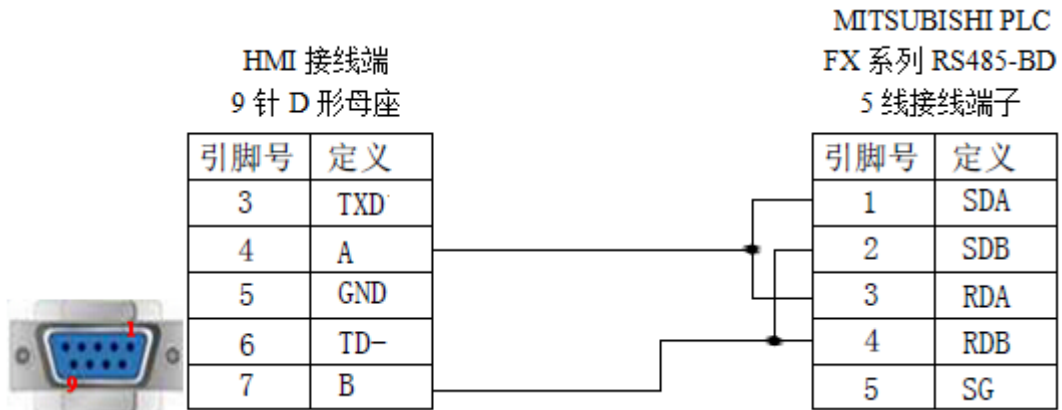 MITSUBISHI PLC
HMI 接线端
FX 系列 RS485-BD
9 针 D 形母座
5 线接线端子
引脚号 定义
3 TXD
4 A
5 GND
6 TD-
7 B
引脚号 定义
1 SDA
2 SDB
3 RDA
4 RDB
5 SG
1
9